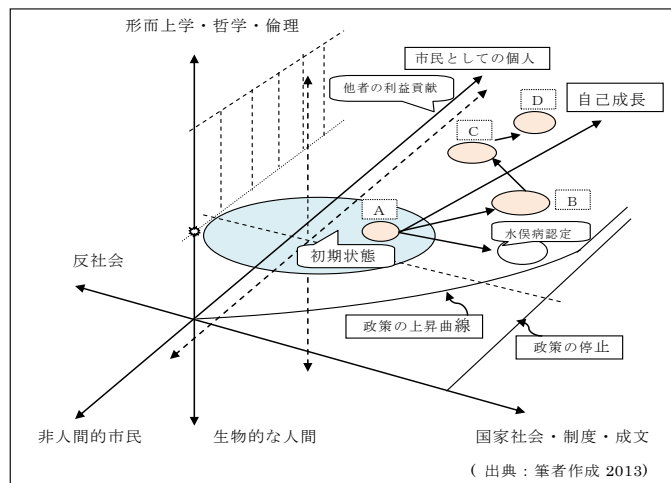 形而上学・哲学・倫理
市民としての個人
他者の利益貢献
D
自己成長
C
A
B
水俣病認定
初期状態
反社会
政策の上昇曲線
政策の停止
非人間的市民
生物的な人間
国家社会・制度・成文
( 出典：筆者作成 2013)